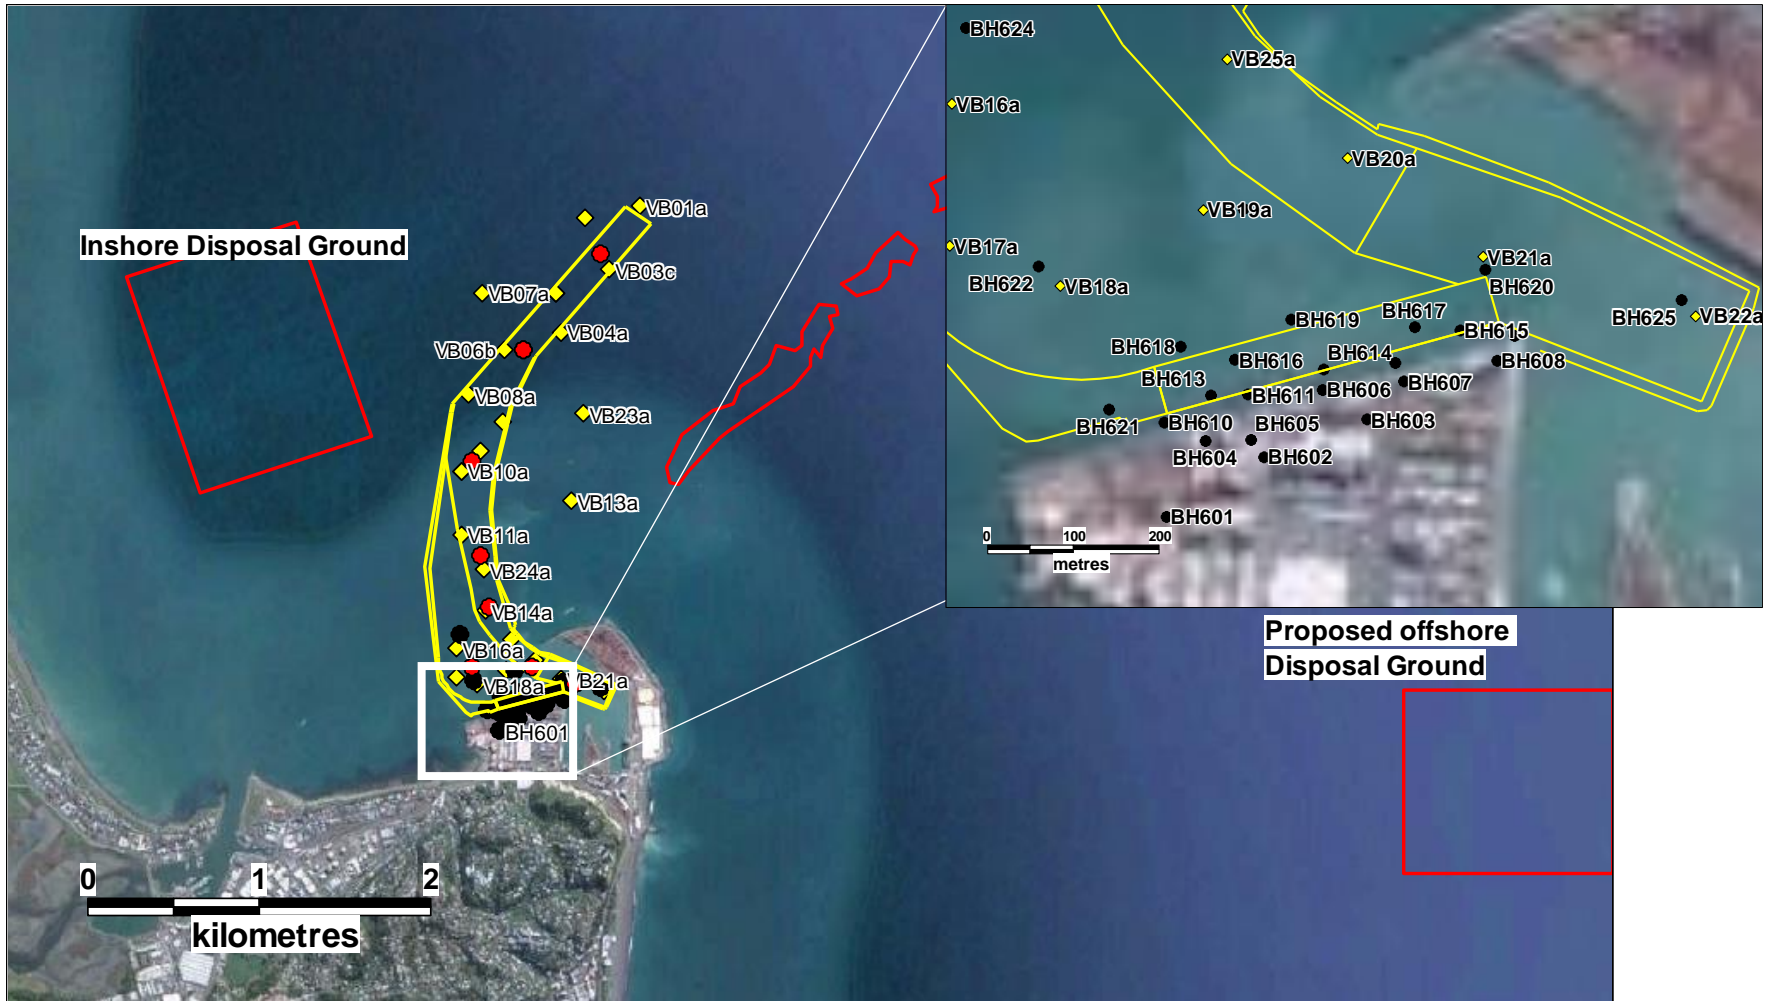 Inshore Disposal Ground
VB01a
VB03c
VB07a
VB04a
VB06b
VB08a
VB23a
VB10a
VB13a
VB11a
VB24a
VB14a
VB16a
VB18a
VB21a
BH601
0 1 2
kilometres
BH624
VB25a
VB16a
VB20a
VB19a
VB17a
VB21a
BH622
VB18a
BH620
BH625
VB22a
BH619
BH617
BH615
BH618
BH616
BH614
BH608
BH613
BH611
BH606
BH607
BH621
BH610
BH605
BH603
BH604
BH602
BH601
0 100 200
metres
Proposed offshore
Disposal Ground